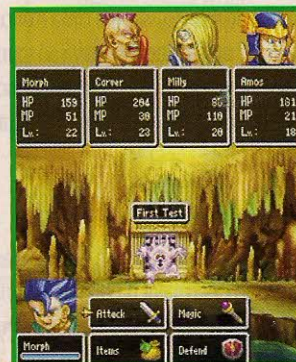 Morph Carver Milly Amos
HP 159 HP 204 HP HP 161
MP 51 MP 30 MP 110 MP 21
Lv.: 22 Lv.: 23 Lv.: 20 Lv.: 18
First Test
Attack Magic
Morph Items Defend